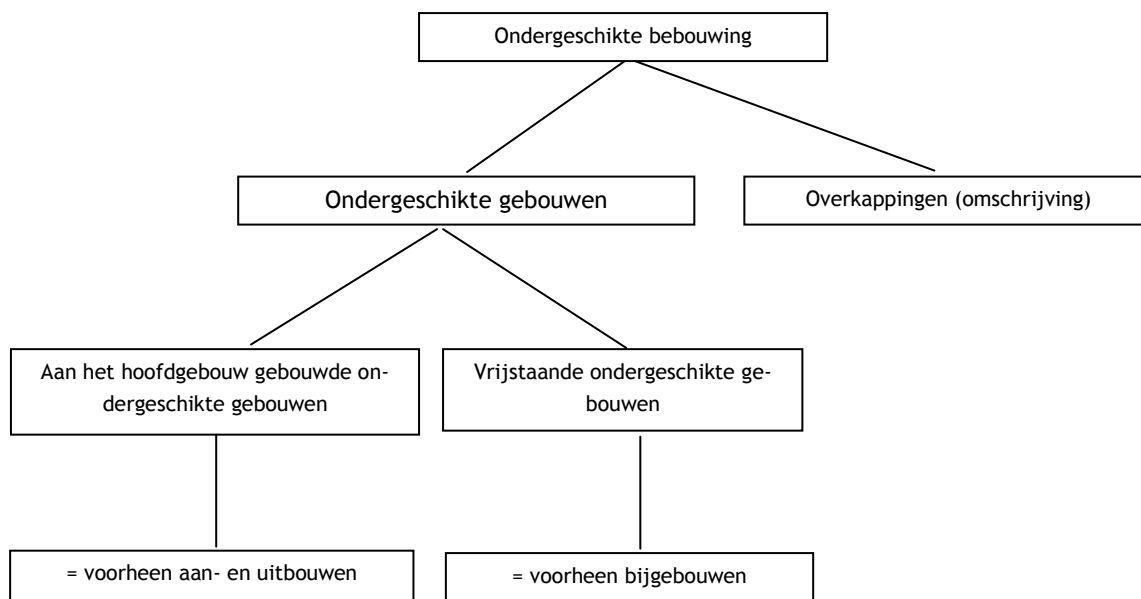 Ondergeschikte bebouwing
Ondergeschikte gebouwen
Overkappingen (omschrijving)
Aan het hoofdgebouw gebouwde on-
dergeschikte gebouwen
Vrijstaande ondergeschikte ge-
bouwen
= voorheen aan- en uitbouwen
= voorheen bijgebouwen